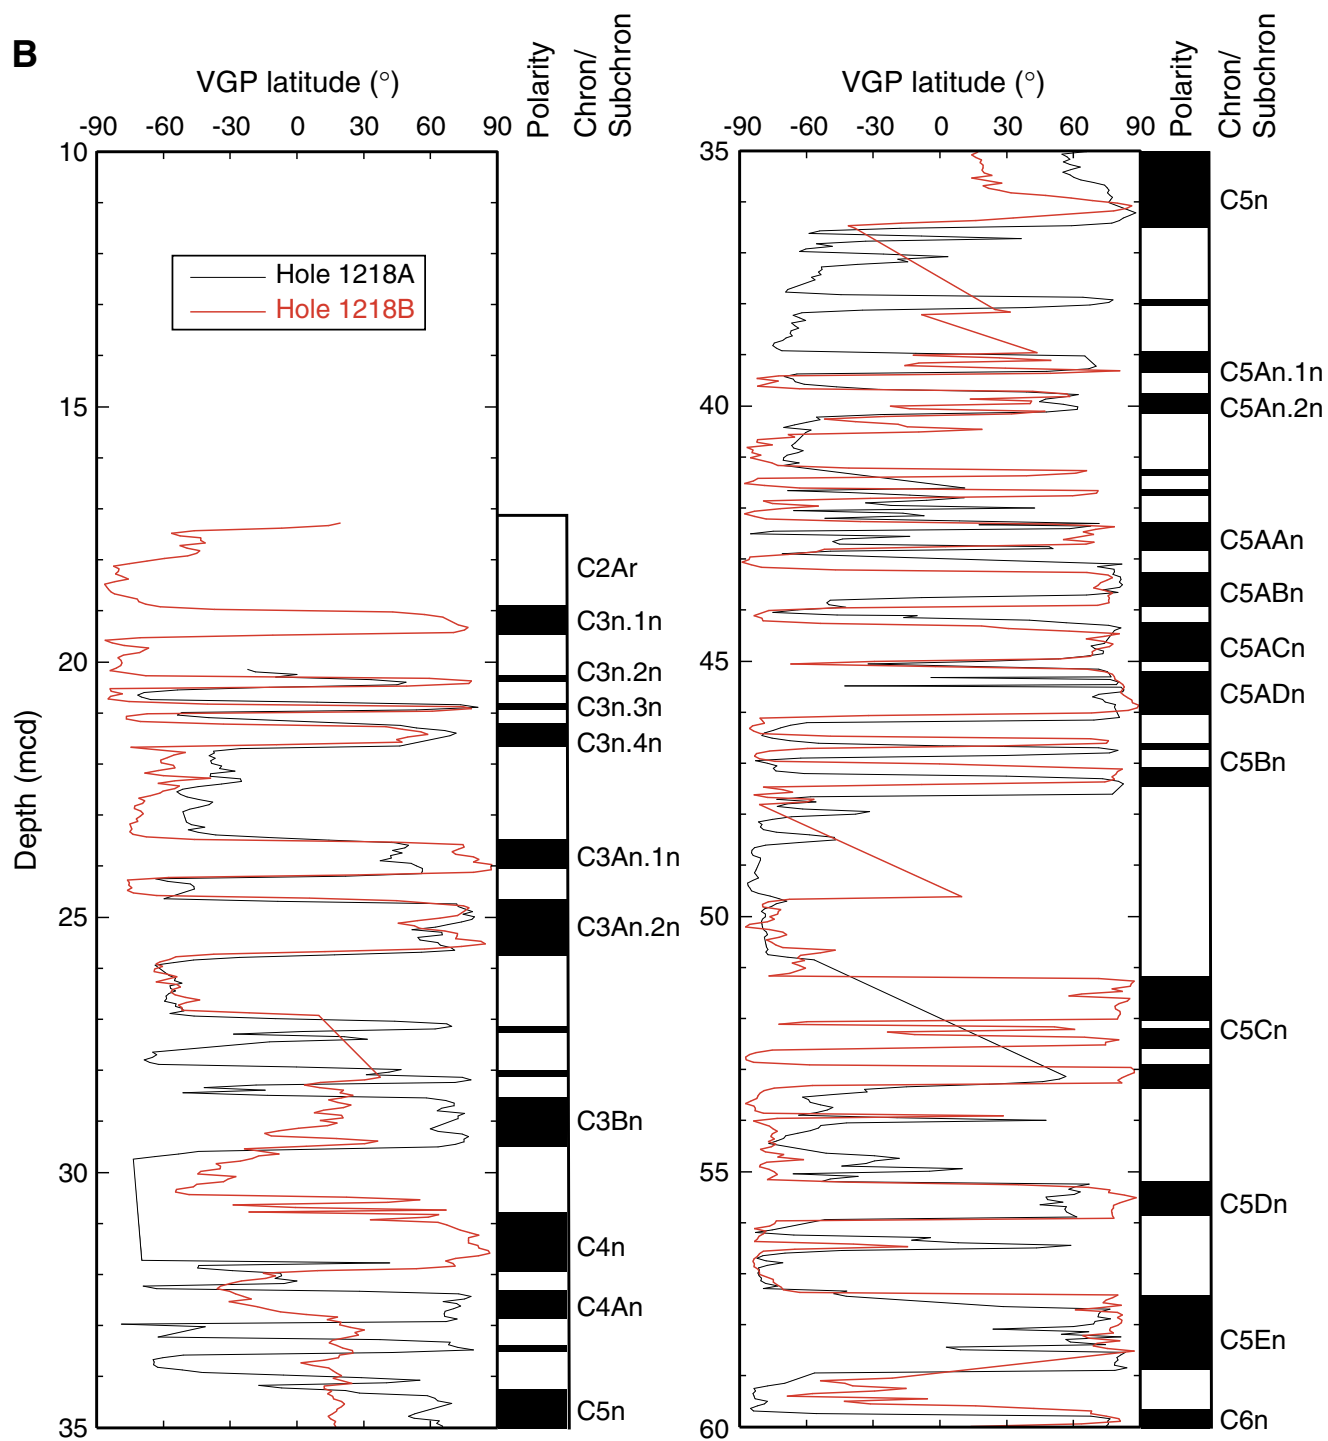 B
VGP latitude (°)
-90 -60 -30 0 30 60 90
Polarity
Chron/
Subchron
Depth (mcd)
10
15
20
25
30
35
Hole 1218A
Hole 1218B
C2Ar
C3n.1n
C3n.2n
C3n.3n
C3n.4n
C3An.1n
C3An.2n
C3Bn
C4n
C4An
C5n
VGP latitude (°)
-90 -60 -30 0 30 60 90
Polarity
Chron/
Subchron
35
40
45
50
55
60
C5n
C5An.1n
C5An.2n
C5AAn
C5ABn
C5ACn
C5ADn
C5Bn
C5Cn
C5Dn
C5En
C6n